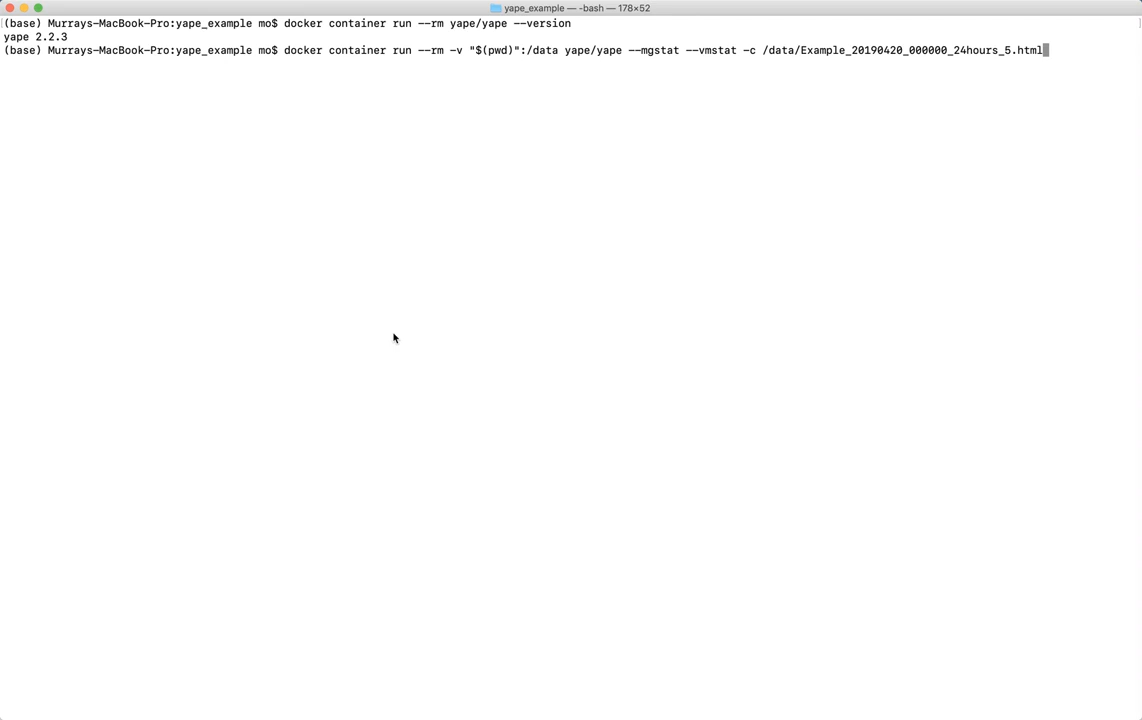 yape_example — -bash — 178×52
(base) Murrays-MacBook-Pro:yape_example mo$ docker container run --rm yape/yape --version
yape 2.2.3
(base) Murrays-MacBook-Pro:yape_example mo$ docker container run --rm -v "$(pwd)":/data yape/yape --mgstat --vmstat -c /data/Example_20190420_000000_24hours_5.html